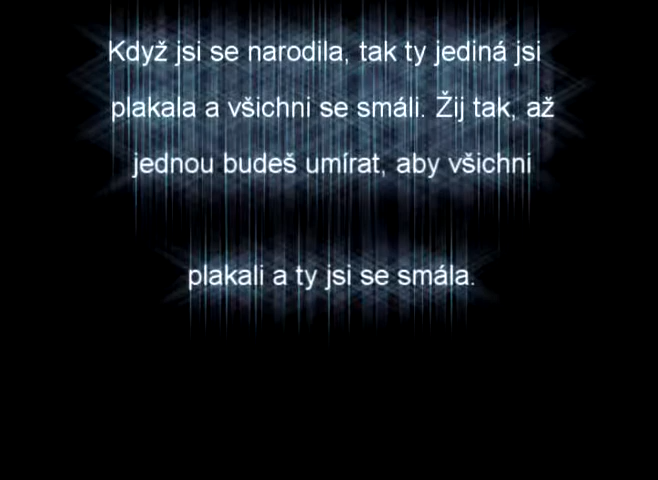 Když jsi se narodila, tak ty jediná jsi
plakala a všichni se smáli. Žij tak, až
jednou budeš umírat, aby všichni
plakali a ty jsi se smála.